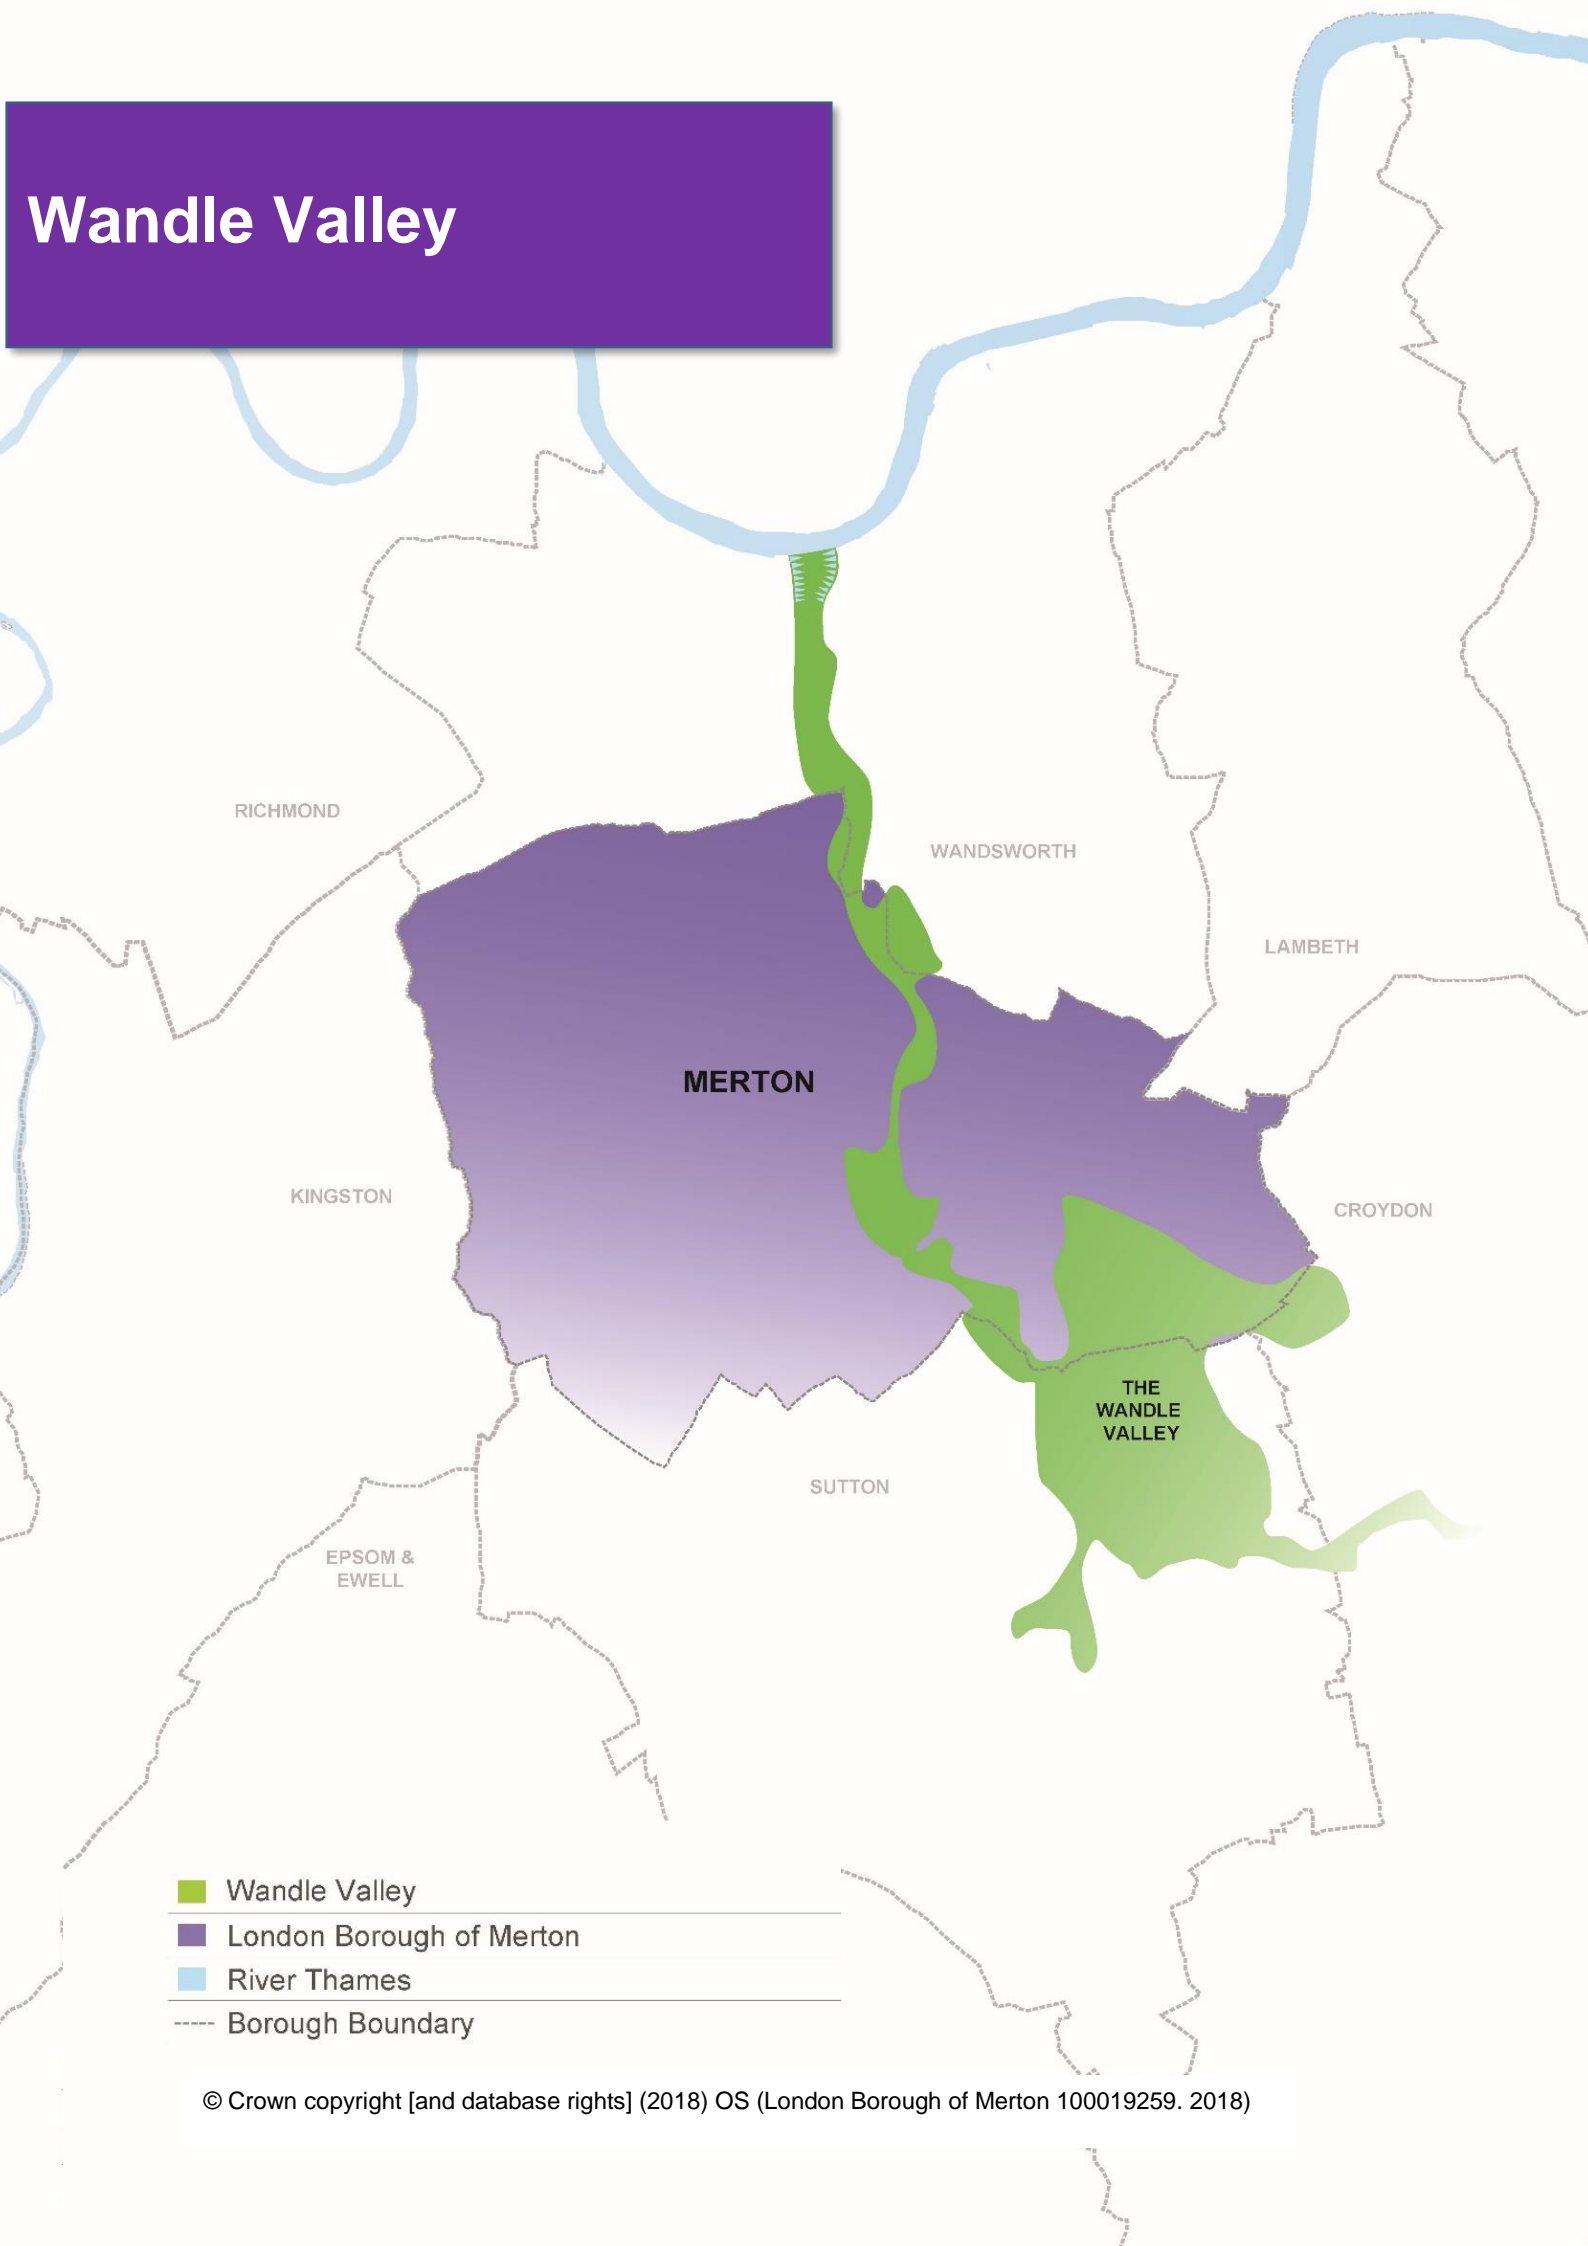 Wandle Valley
RICHMOND
WANDSWORTH
LAMBETH
MERTON
KINGSTON
CROYDON
THE
WANDLE
VALLEY
SUTTON
EPSOM &
EWELL
Wandle Valley
London Borough of Merton
River Thames
Borough Boundary
© Crown copyright [and database rights] (2018) OS (London Borough of Merton 100019259. 2018)